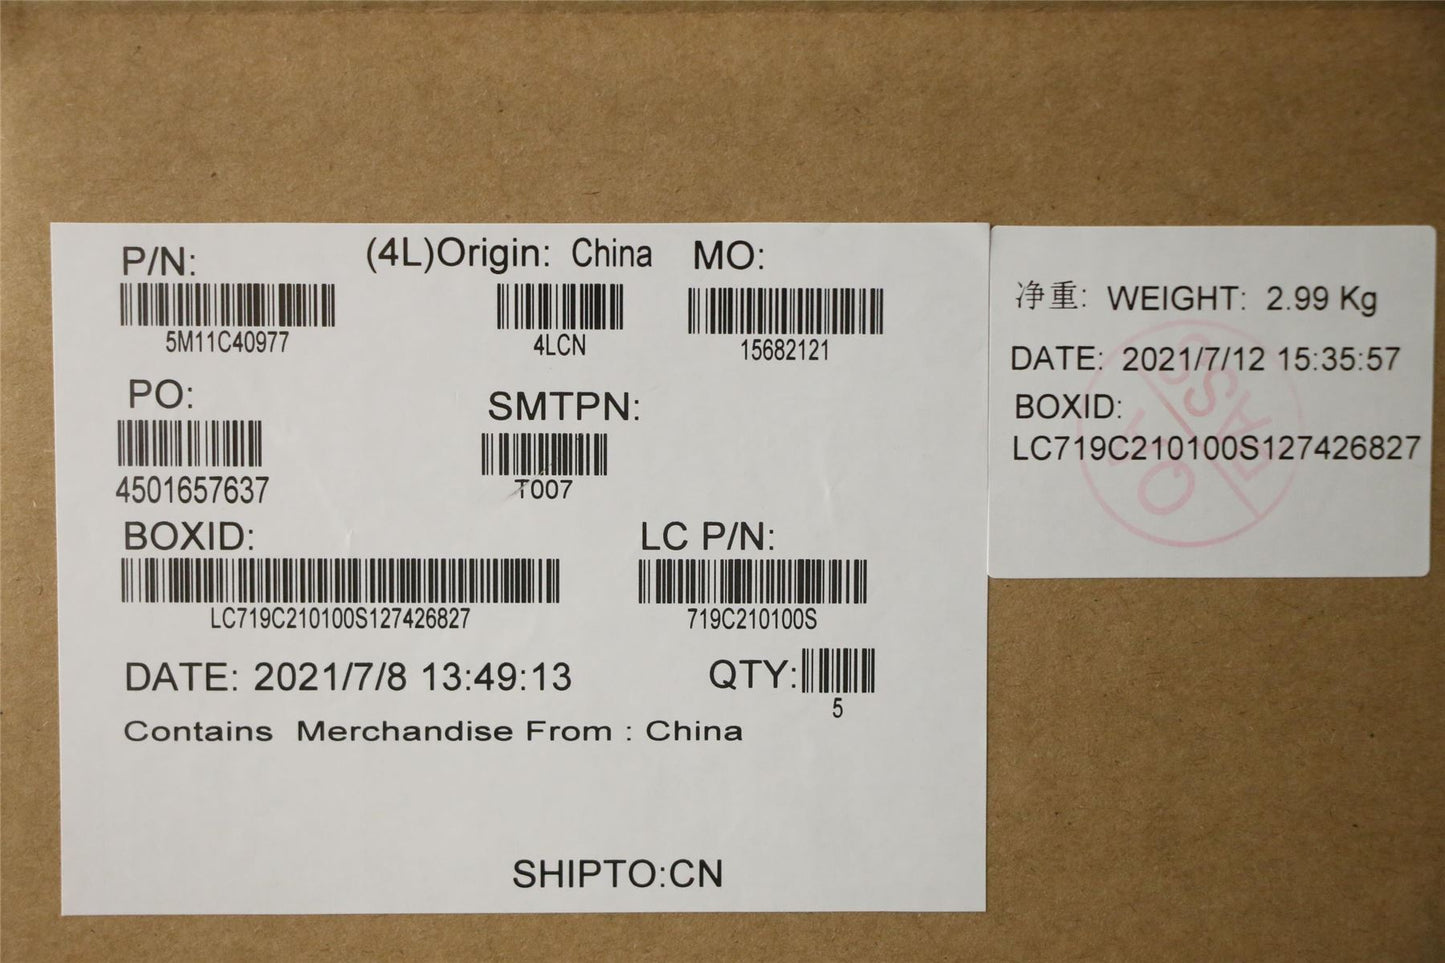 P/N:
(4L)Origin: China
MO:
5M11C40977
4LCN
15682121
PO:
SMTPN:
4501657637
T007
BOXID:
LC P/N:
LC719C210100S127426827
719C210100S
DATE: 2021/7/8 13:49:13
QTY:
5
Contains Merchandise From : China
SHIPTO:CN
净重: WEIGHT: 2.99 Kg
DATE: 2021/7/12 15:35:57
BOXID:
LC719C210100S127426827
QC
PASS